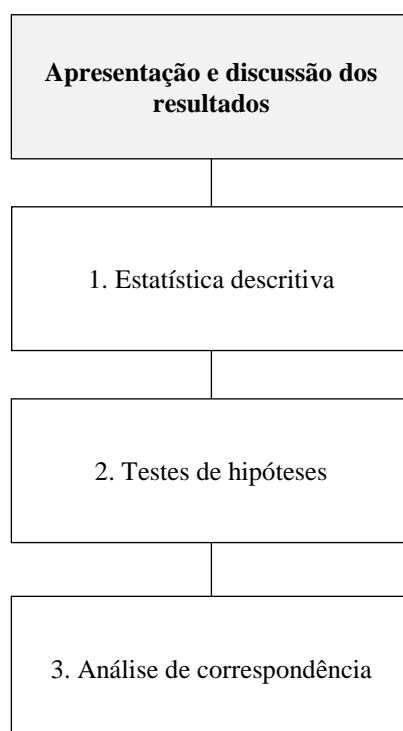 Apresentação e discussão dos
resultados
1. Estatística descritiva
2. Testes de hipóteses
3. Análise de correspondência